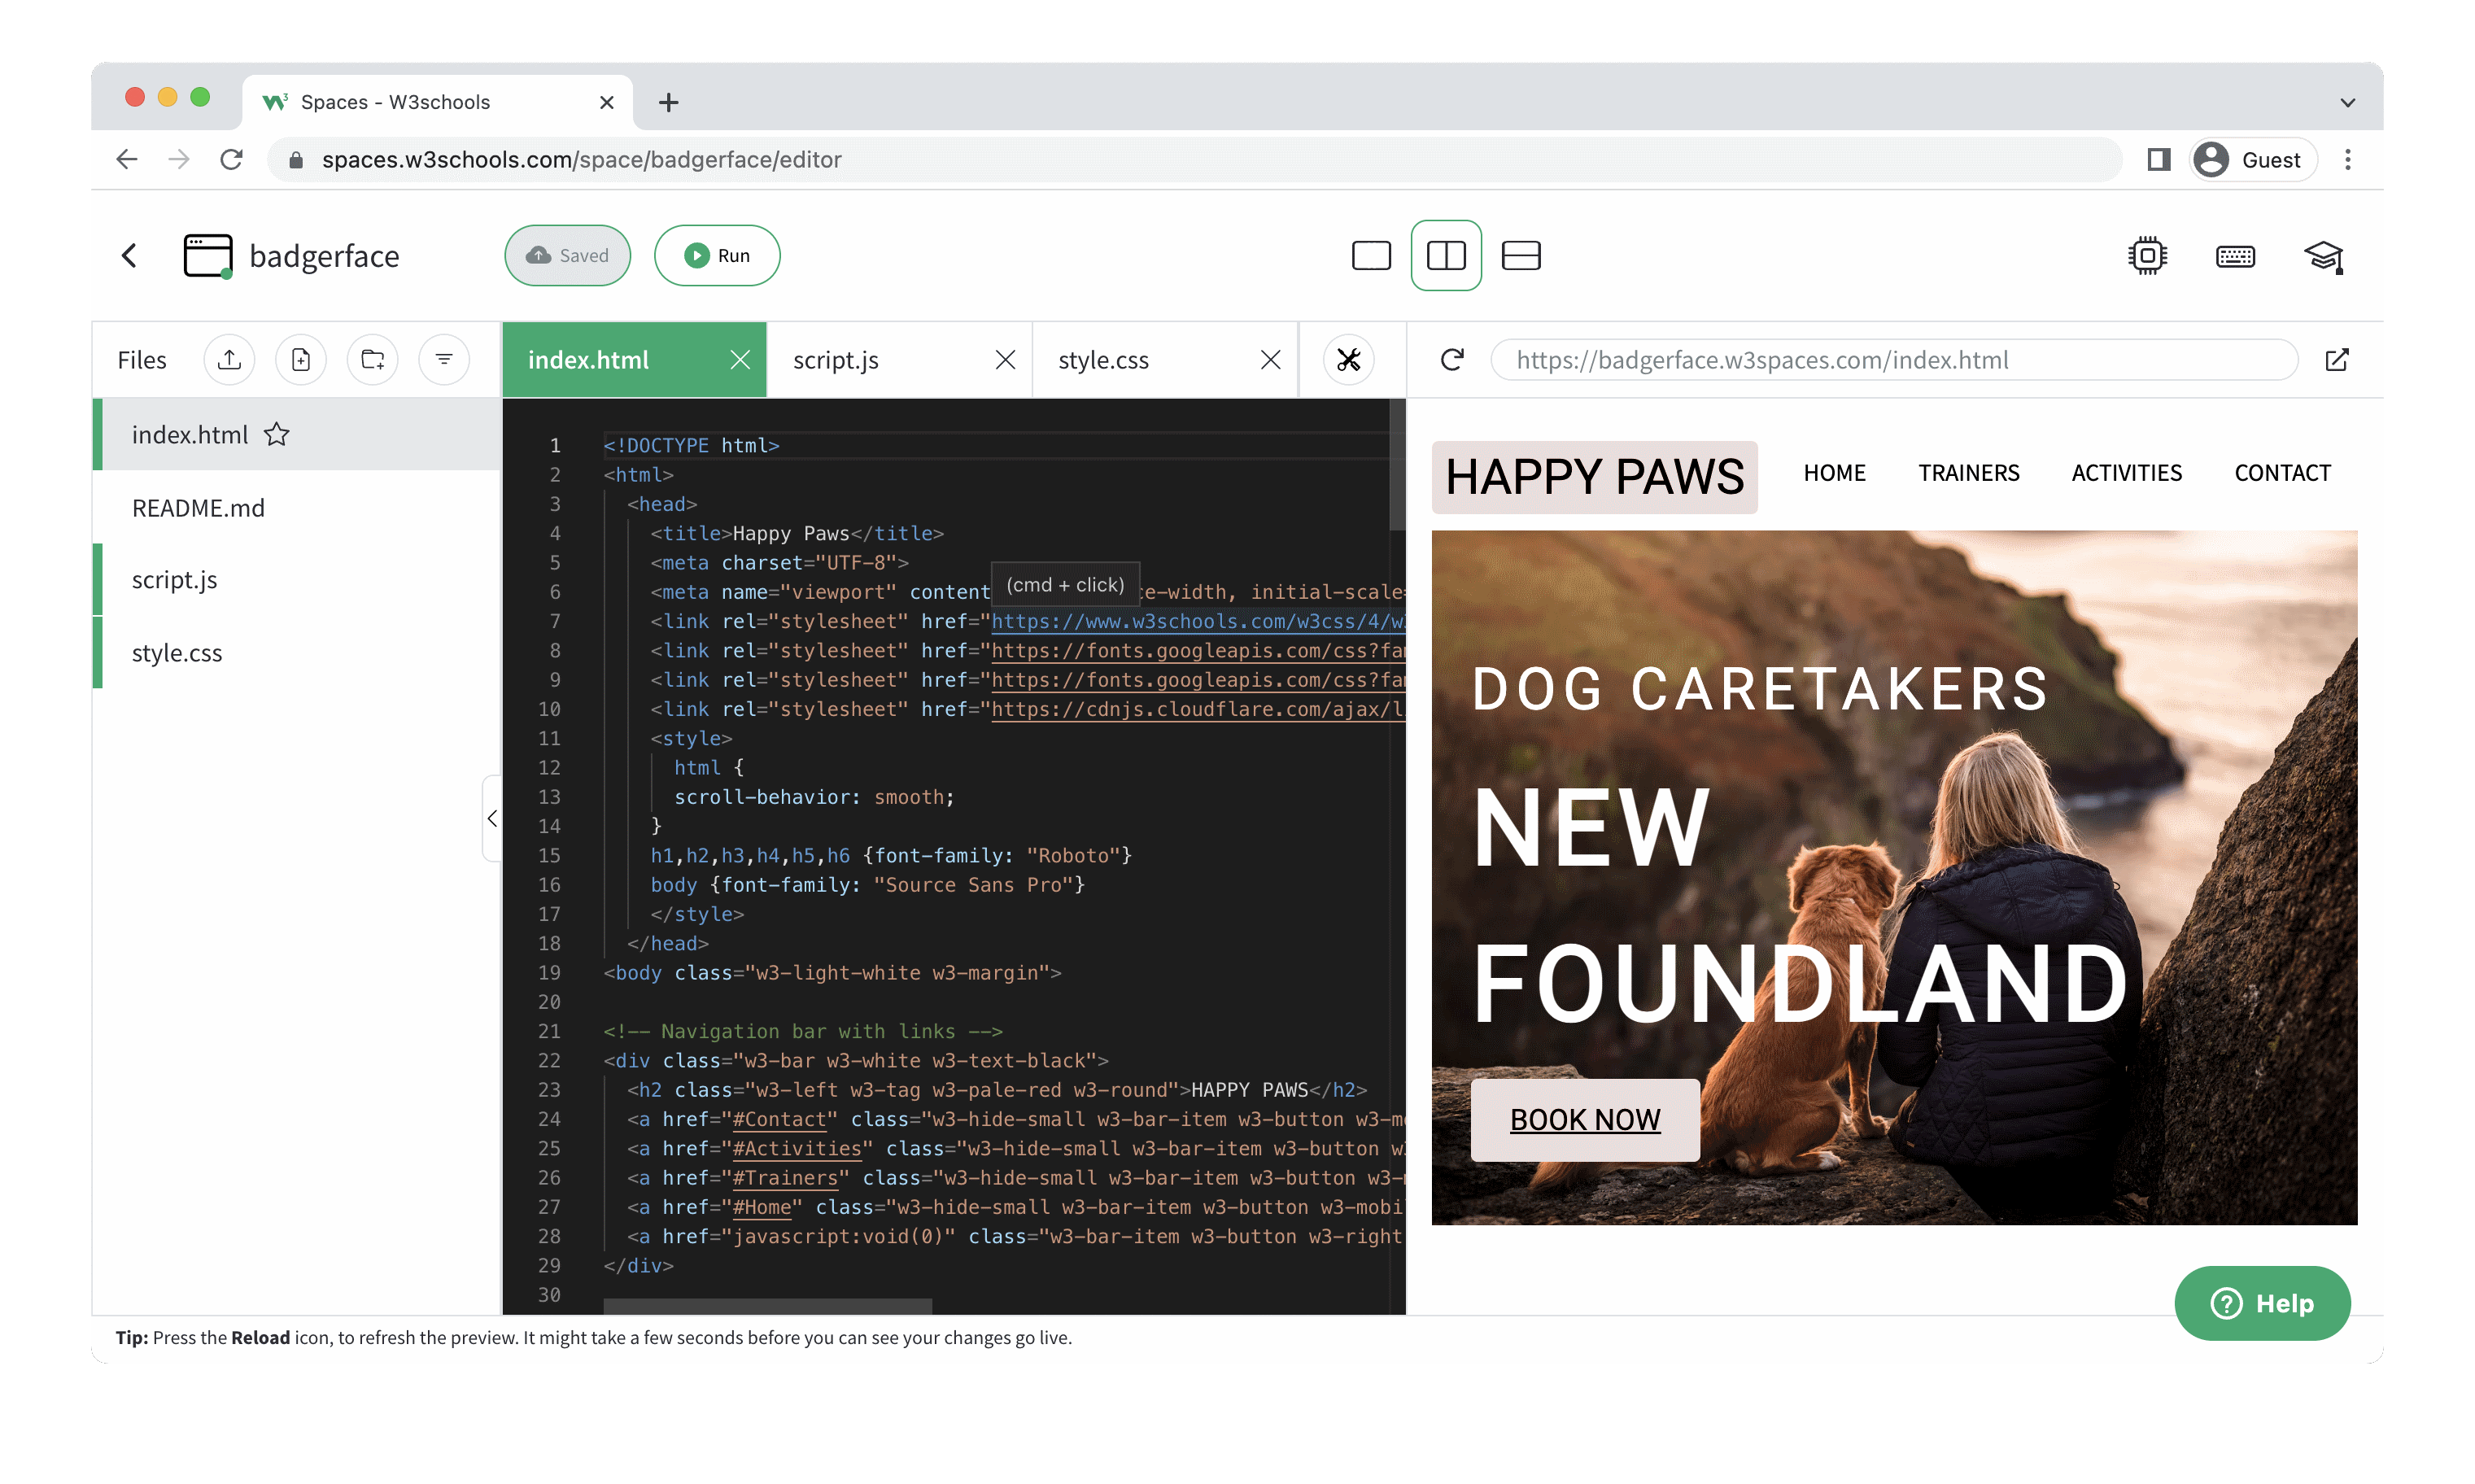 Spaces - W3schools
spaces.w3schools.com/space/badgerface/editor
Guest
badgerface
Saved
Run
Files
index.html
script.js
style.css
https://badgerface.w3spaces.com/index.html
index.html
README.md
script.js
style.css
1 <!DOCTYPE html>
2 <html>
3 <head>
4 <title>Happy Paws</title>
5 <meta charset="UTF-8">
6 <meta name="viewport" content (cmd + click) ce-width, initial-scale=
7 <link rel="stylesheet" href="https://www.w3schools.com/w3css/4/w3
8 <link rel="stylesheet" href="https://fonts.googleapis.com/css?fam
9 <link rel="stylesheet" href="https://fonts.googleapis.com/css?fam
10 <link rel="stylesheet" href="https://cdnjs.cloudflare.com/ajax/l
11 <style>
12 html {
13 scroll-behavior: smooth;
14 }
15 h1,h2,h3,h4,h5,h6 {font-family: "Roboto"}
16 body {font-family: "Source Sans Pro"}
17 </style>
18 </head>
19 <body class="w3-light-white w3-margin">
20
21 <!-- Navigation bar with links -->
22 <div class="w3-bar w3-white w3-text-black">
23 <h2 class="w3-left w3-tag w3-pale-red w3-round">HAPPY PAWS</h2>
24 <a href="#Contact" class="w3-hide-small w3-bar-item w3-button w3-m
25 <a href="#Activities" class="w3-hide-small w3-bar-item w3-button w
26 <a href="#Trainers" class="w3-hide-small w3-bar-item w3-button w3-
27 <a href="#Home" class="w3-hide-small w3-bar-item w3-button w3-mobi
28 <a href="javascript:void(0)" class="w3-bar-item w3-button w3-right
29 </div>
30
HAPPY PAWS
HOME
TRAINERS
ACTIVITIES
CONTACT
DOG CARETAKERS
NEW
FOUNDLAND
BOOK NOW
Help
Tip: Press the Reload icon, to refresh the preview. It might take a few seconds before you can see your changes go live.